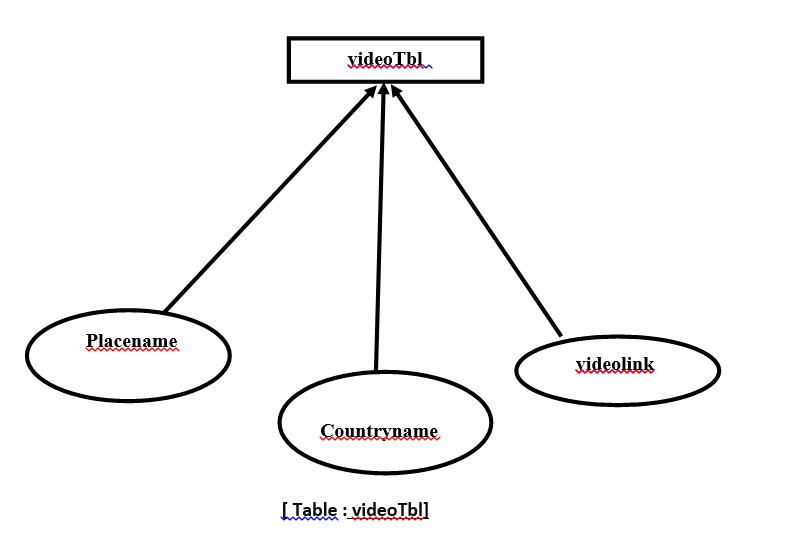 videoTbl
Placename
videolink
Countryname
[ Table : videoTbl]